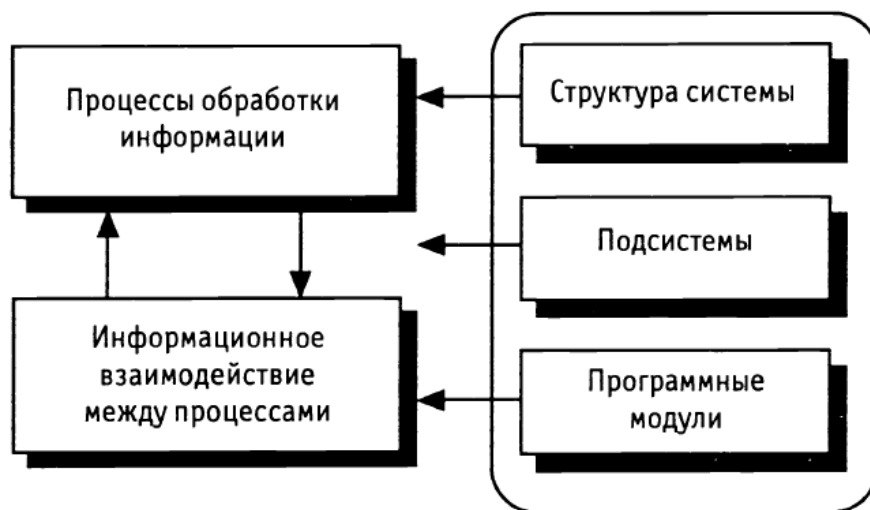 Процессы обработки
информации
Информационное
взаимодействие
между процессами
Структура системы
Подсистемы
Программные
модули